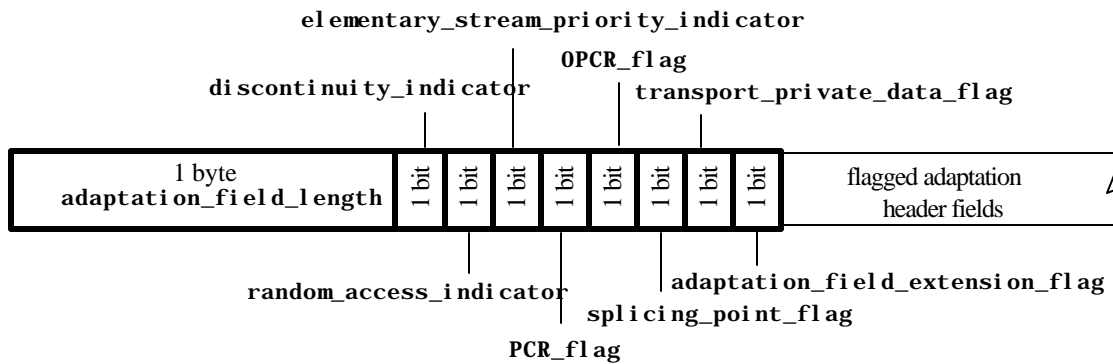 elementary_stream_priority_indicator
OPCR_flag
discontinuity_indicator
transport_private_data_flag
1 byte
adaptation_field_length
1 bit
1 bit
1 bit
1 bit
1 bit
1 bit
1 bit
1 bit
flagged adaptation
header fields
random_access_indicator
adaptation_field_extension_flag
splicing_point_flag
PCR_flag